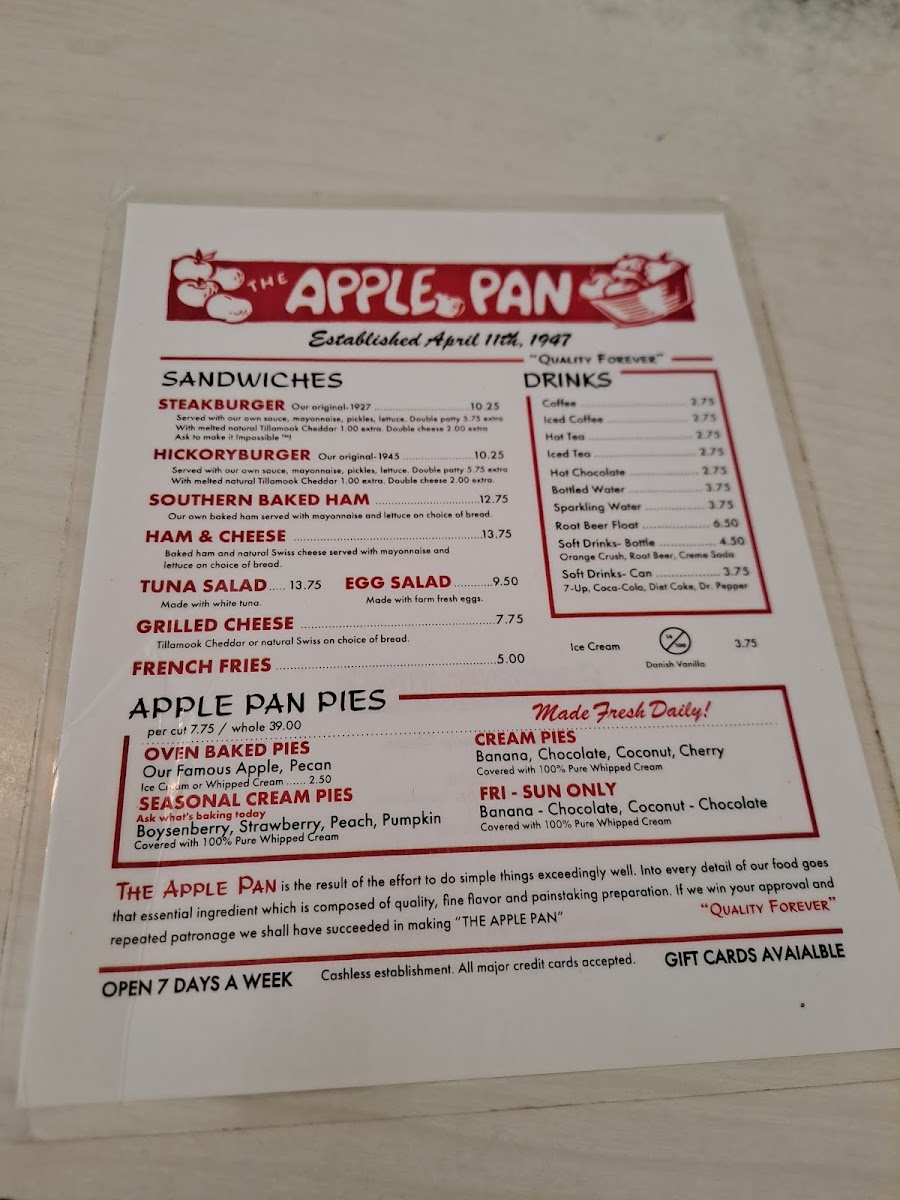 THE APPLE PAN
Established April 11th, 1947
"QUALITY FOREVER"
SANDWICHES
STEAKBURGER Our original-1927 ........ 10.25
Served with our own sauce, mayonnaise, pickles, lettuce. Double patty 5.75 extra
With melted natural Tillamook Cheddar 1.00 extra. Double cheese 2.00 extra
Ask to make it Impossible ™!
HICKORYBURGER Our original-1945 ........ 10.25
Served with our own sauce, mayonnaise, pickles, lettuce. Double patty 5.75 extra
With melted natural Tillamook Cheddar 1.00 extra. Double cheese 2.00 extra.
SOUTHERN BAKED HAM ........ 12.75
Our own baked ham served with mayonnaise and lettuce on choice of bread.
HAM & CHEESE ........ 13.75
Baked ham and natural Swiss cheese served with mayonnaise and
lettuce on choice of bread.
TUNA SALAD ..... 13.75 EGG SALAD ..........9.50
Made with white tuna. Made with farm fresh eggs.
GRILLED CHEESE ........ 7.75
Tillamook Cheddar or natural Swiss on choice of bread.
FRENCH FRIES ........ 5.00
DRINKS
Coffee ........ 2.75
Iced Coffee ........ 2.75
Hot Tea ........ 2.75
Iced Tea ........ 2.75
Hot Chocolate ........ 2.75
Bottled Water ........ 3.75
Sparkling Water ........ 3.75
Root Beer Float ........ 6.50
Soft Drinks- Bottle ........ 4.50
Orange Crush, Root Beer, Creme Soda
Soft Drinks- Can ........ 3.75
7-Up, Coca-Cola, Diet Coke, Dr. Pepper
Ice Cream 14/100 3.75
Danish Vanilla
APPLE PAN PIES
per cut 7.75 / whole 39.00
Made Fresh Daily!
OVEN BAKED PIES
Our Famous Apple, Pecan
Ice Cream or Whipped Cream ...... 2.50
SEASONAL CREAM PIES
Ask what's baking today
Boysenberry, Strawberry, Peach, Pumpkin
Covered with 100% Pure Whipped Cream
CREAM PIES
Banana, Chocolate, Coconut, Cherry
Covered with 100% Pure Whipped Cream
FRI - SUN ONLY
Banana - Chocolate, Coconut - Chocolate
Covered with 100% Pure Whipped Cream
THE APPLE PAN is the result of the effort to do simple things exceedingly well. Into every detail of our food goes
that essential ingredient which is composed of quality, fine flavor and painstaking preparation. If we win your approval and
repeated patronage we shall have succeeded in making "THE APPLE PAN" "QUALITY FOREVER"
OPEN 7 DAYS A WEEK Cashless establishment. All major credit cards accepted. GIFT CARDS AVAIALBLE